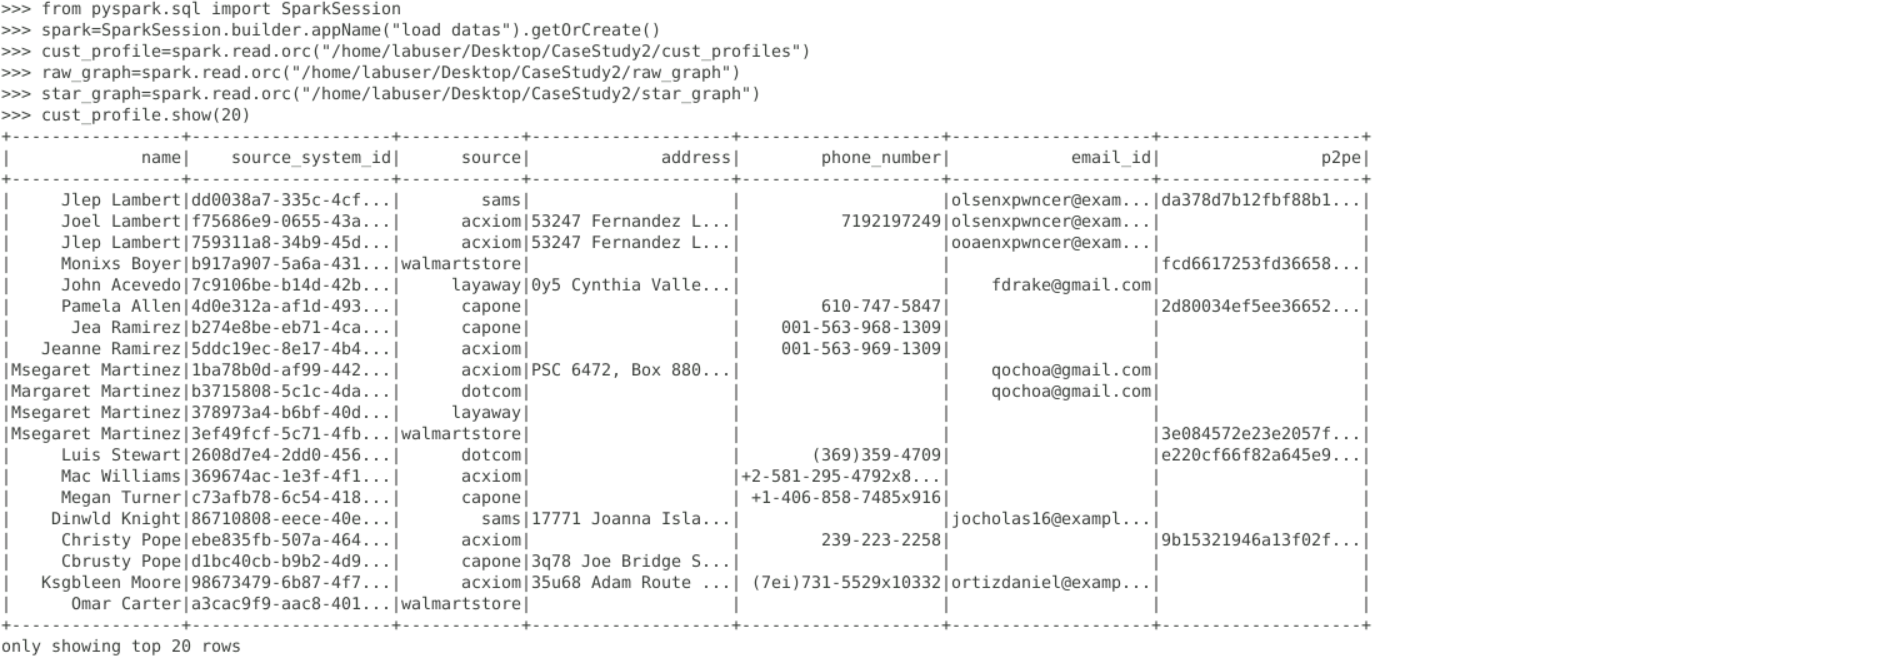 >>> from pyspark.sql import SparkSession
>>> spark=SparkSession.builder.appName("load datas").getOrCreate()
>>> cust_profile=spark.read.orc("/home/labuser/Desktop/CaseStudy2/cust_profiles")
>>> raw_graph=spark.read.orc("/home/labuser/Desktop/CaseStudy2/raw_graph")
>>> star_graph=spark.read.orc("/home/labuser/Desktop/CaseStudy2/star_graph")
>>> cust_profile.show(20)
+-----------------+--------------------+------------+--------------------+--------------------+--------------------+--------------------+
|             name|    source_system_id|      source|             address|        phone_number|            email_id|                p2pe|
+-----------------+--------------------+------------+--------------------+--------------------+--------------------+--------------------+
|     Jlep Lambert|dd0038a7-335c-4cf...|        sams|                    |                    |olsenxpwncer@exam...|da378d7b12fbf88b1...|
|     Joel Lambert|f75686e9-0655-43a...|      acxiom|53247 Fernandez L...|          7192197249|olsenxpwncer@exam...|                    |
|     Jlep Lambert|759311a8-34b9-45d...|      acxiom|53247 Fernandez L...|                    |ooaenxpwncer@exam...|                    |
|     Monixs Boyer|b917a907-5a6a-431...|walmartstore|                    |                    |                    |fcd6617253fd36658...|
|     John Acevedo|7c9106be-b14d-42b...|     layaway|0y5 Cynthia Valle...|                    |    fdrake@gmail.com|                    |
|     Pamela Allen|4d0e312a-af1d-493...|      capone|                    |        610-747-5847|                    |2d80034ef5ee36652...|
|      Jea Ramirez|b274e8be-eb71-4ca...|      capone|                    |    001-563-968-1309|                    |                    |
|   Jeanne Ramirez|5ddc19ec-8e17-4b4...|      acxiom|                    |    001-563-969-1309|                    |                    |
|Msegaret Martinez|1ba78b0d-af99-442...|      acxiom|PSC 6472, Box 880...|                    |    qochoa@gmail.com|                    |
|Margaret Martinez|b3715808-5c1c-4da...|      dotcom|                    |                    |    qochoa@gmail.com|                    |
|Msegaret Martinez|378973a4-b6bf-40d...|     layaway|                    |                    |                    |                    |
|Msegaret Martinez|3ef49fcf-5c71-4fb...|walmartstore|                    |                    |                    |3e084572e23e2057f...|
|     Luis Stewart|2608d7e4-2dd0-456...|      dotcom|                    |       (369)359-4709|                    |e220cf66f82a645e9...|
|     Mac Williams|369674ac-1e3f-4f1...|      acxiom|                    |+2-581-295-4792x8...|                    |                    |
|     Megan Turner|c73afb78-6c54-418...|      capone|                    | +1-406-858-7485x916|                    |                    |
|    Dinwld Knight|86710808-eece-40e...|        sams|17771 Joanna Isla...|                    |jocholas16@exampl...|                    |
|     Christy Pope|ebe835fb-507a-464...|      acxiom|                    |        239-223-2258|                    |9b15321946a13f02f...|
|     Cbrusty Pope|d1bc40cb-b9b2-4d9...|      capone|3q78 Joe Bridge S...|                    |                    |                    |
|   Ksgbleen Moore|98673479-6b87-4f7...|      acxiom|35u68 Adam Route ...| (7ei)731-5529x10332|ortizdaniel@examp...|                    |
|      Omar Carter|a3cac9f9-aac8-401...|walmartstore|                    |                    |                    |                    |
+-----------------+--------------------+------------+--------------------+--------------------+--------------------+--------------------+
only showing top 20 rows